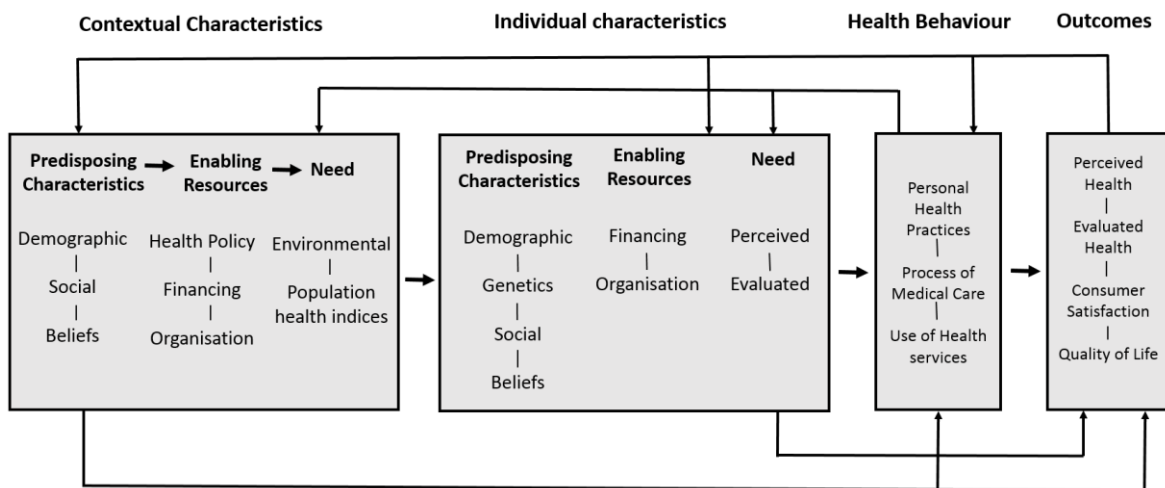 Contextual Characteristics
Individual characteristics
Health Behaviour
Outcomes
Predisposing
Characteristics
Enabling
Resources
Need
Demographic
Social
Beliefs
Health Policy
Financing
Organisation
Environmental
Population
health indices
Predisposing
Characteristics
Enabling
Resources
Need
Demographic
Genetics
Social
Beliefs
Financing
Organisation
Perceived
Evaluated
Personal
Health
Practices
Process of
Medical Care
Use of Health
services
Perceived
Health
Evaluated
Health
Consumer
Satisfaction
Quality of Life